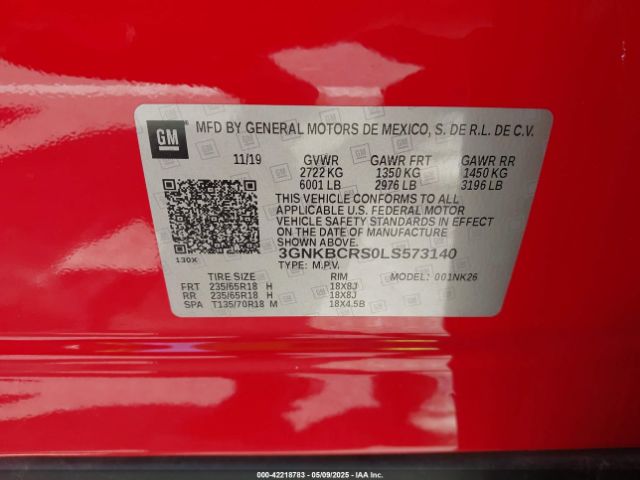 GM MFD BY GENERAL MOTORS DE MEXICO, S. DE R.L. DE C.V.
11/19 GVWR GAWR FRT GAWR RR
2722 KG 1350 KG 1450 KG
6001 LB 2976 LB 3196 LB
THIS VEHICLE CONFORMS TO ALL
APPLICABLE U.S. FEDERAL MOTOR
VEHICLE SAFETY STANDARDS IN EFFECT
ON THE DATE OF MANUFACTURE
SHOWN ABOVE.
130X 3GNKBCRS0LS573140
TYPE: M.P.V. MODEL: 001NK26
TIRE SIZE RIM
FRT 235/65R18 H 18X8J
RR 235/65R18 H 18X8J
SPA T135/70R18 M 18X4.5B
000-42218783 - 05/09/2025 - IAAI.COM